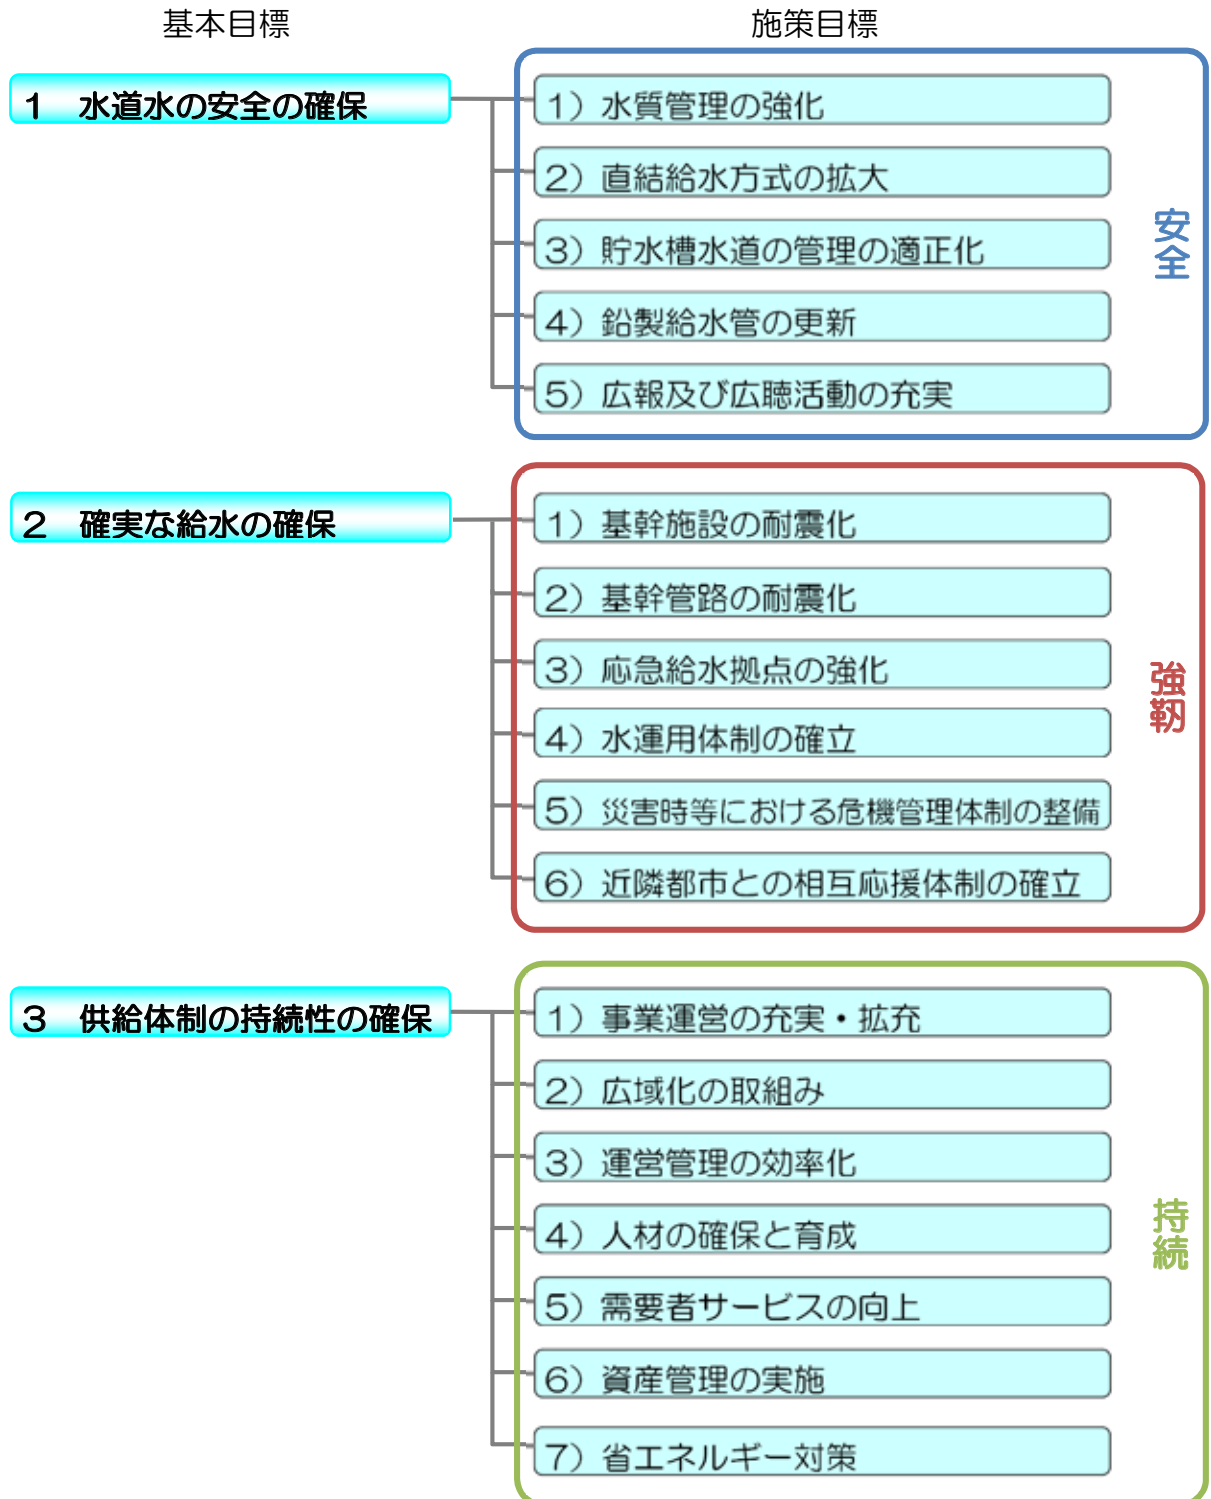 基本目標
施策目標
1 水道水の安全の確保
1）水質管理の強化
2）直結給水方式の拡大
3）貯水槽水道の管理の適正化
4）鉛製給水管の更新
5）広報及び広聴活動の充実
安全
2 確実な給水の確保
1）基幹施設の耐震化
2）基幹管路の耐震化
3）応急給水拠点の強化
4）水運用体制の確立
5）災害時等における危機管理体制の整備
6）近隣都市との相互応援体制の確立
強靭
3 供給体制の持続性の確保
1）事業運営の充実・拡充
2）広域化の取組み
3）運営管理の効率化
4）人材の確保と育成
5）需要者サービスの向上
6）資産管理の実施
7）省エネルギー対策
持続